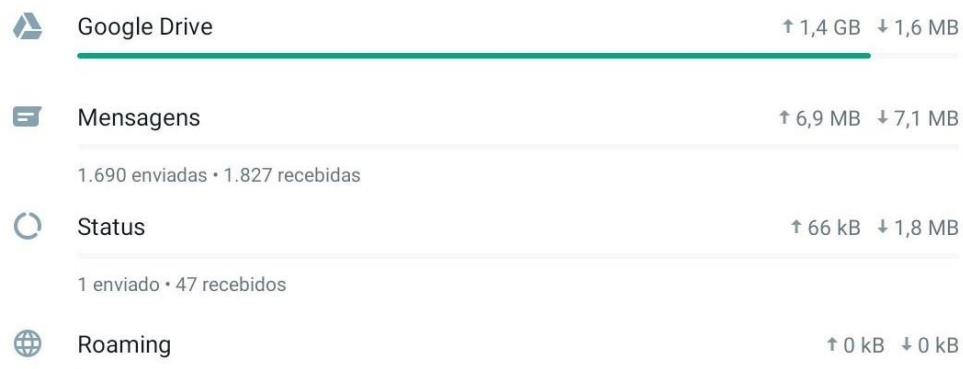 Google Drive ↑ 1,4 GB ↓ 1,6 MB
Mensagens ↑ 6,9 MB ↓ 7,1 MB
1.690 enviadas • 1.827 recebidas
Status ↑ 66 kB ↓ 1,8 MB
1 enviado • 47 recebidos
Roaming ↑ 0 kB ↓ 0 kB